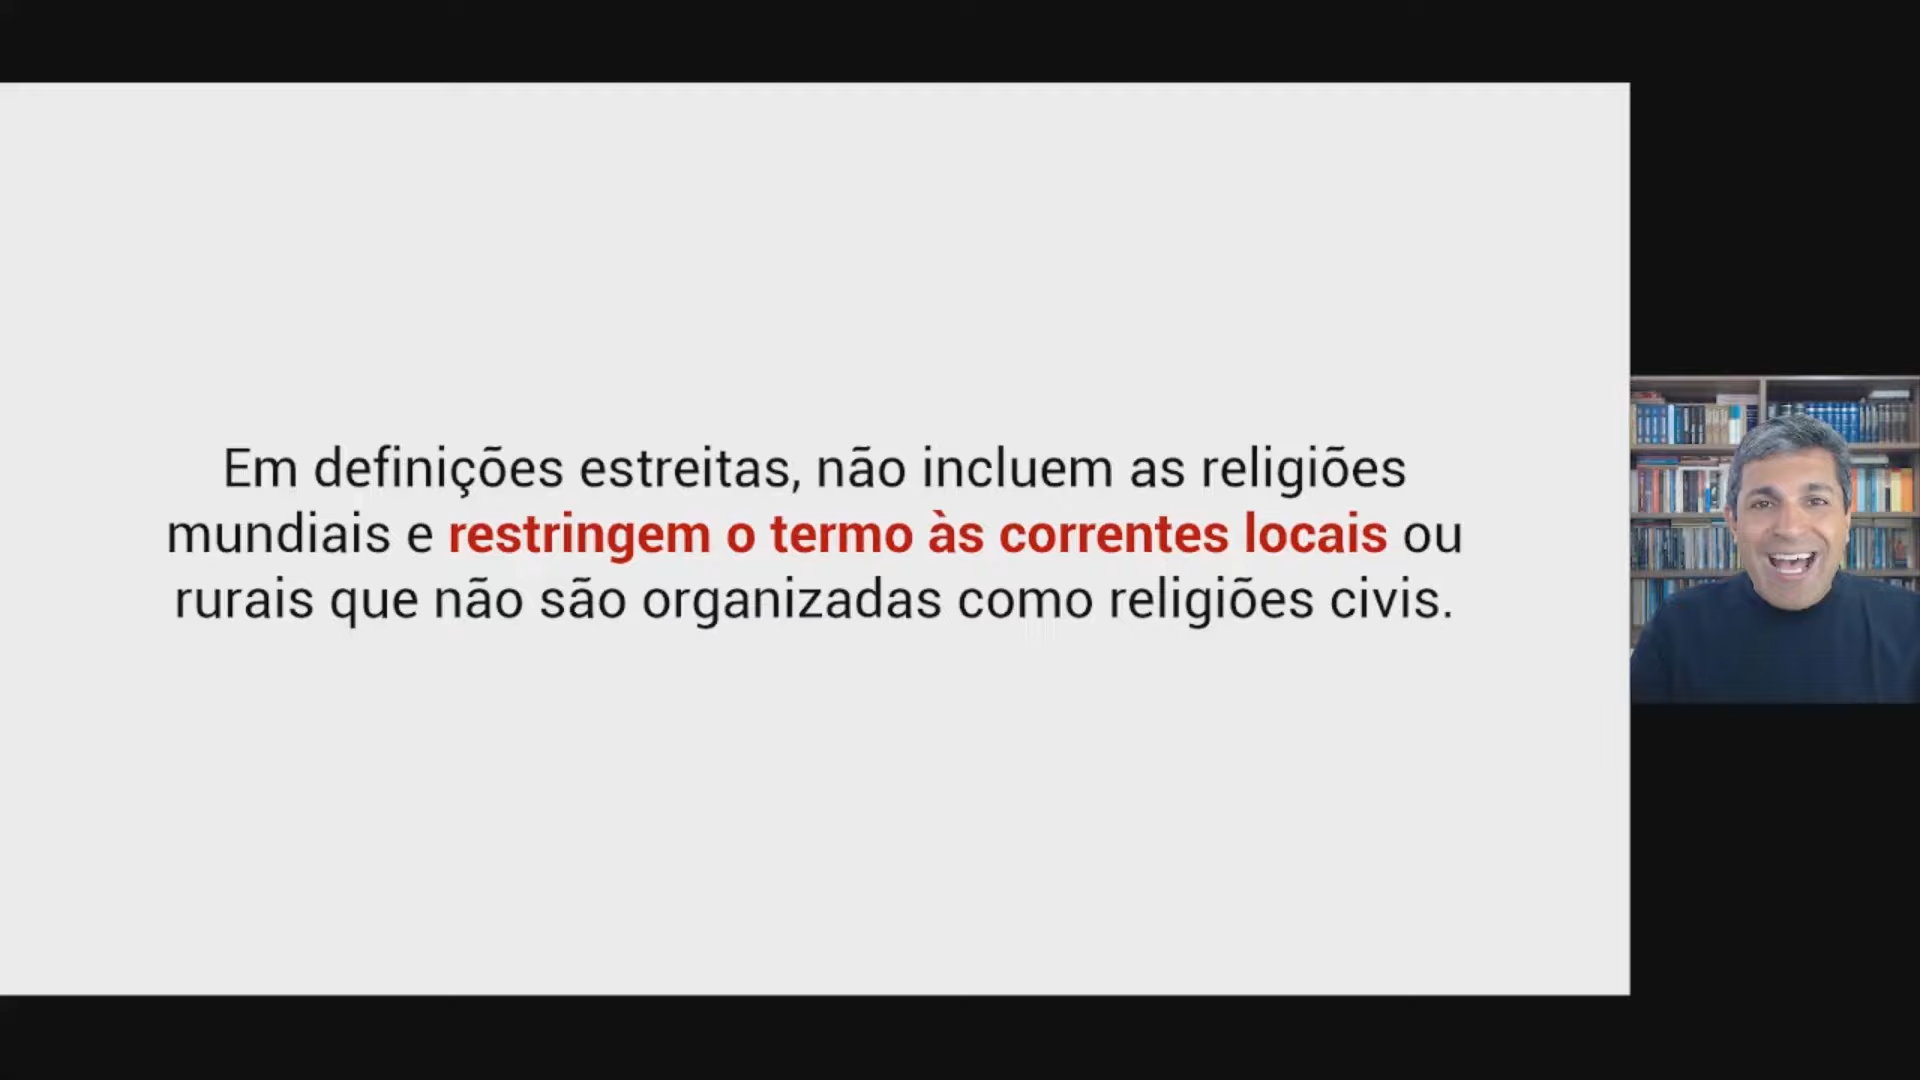 Em definições estreitas, não incluem as religiões
mundiais e restringem o termo às correntes locais ou
rurais que não são organizadas como religiões civis.